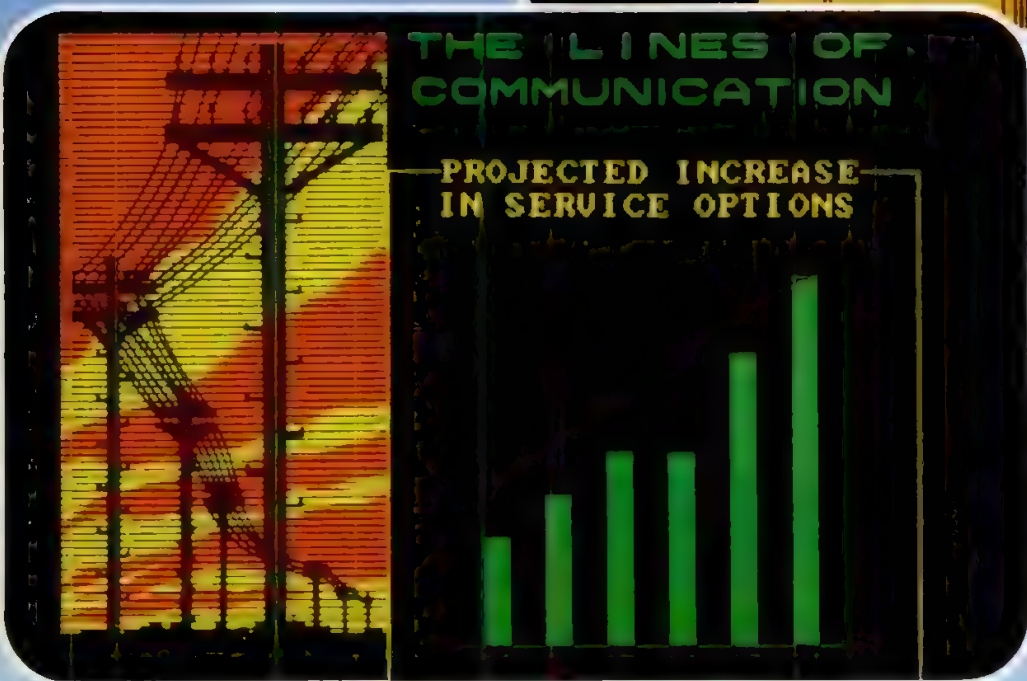 THE LINES OF
COMMUNICATION
PROJECTED INCREASE
IN SERVICE OPTIONS